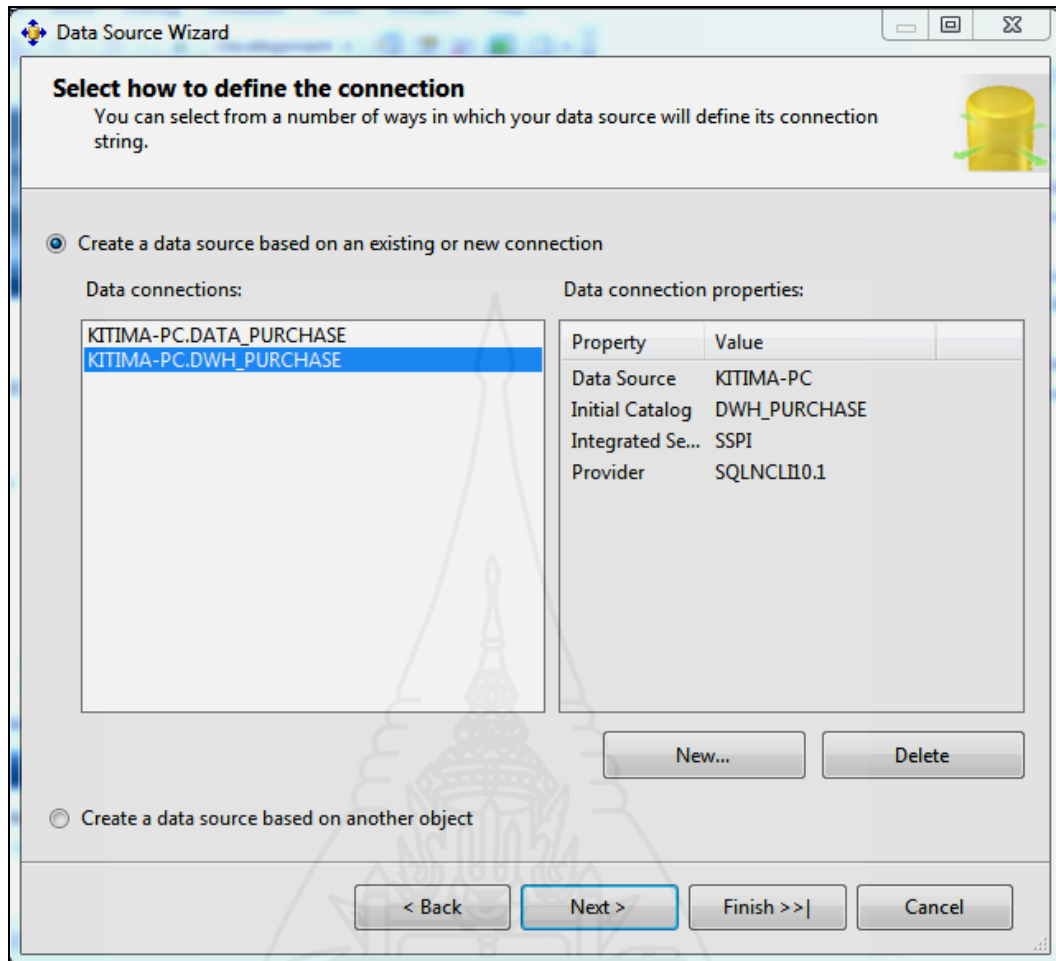 Data Source Wizard
Select how to define the connection
You can select from a number of ways in which your data source will define its connection
string.
Create a data source based on an existing or new connection
Data connections:
Data connection properties:
KITIMA-PC.DATA_PURCHASE
KITIMA-PC.DWH_PURCHASE
Property Value
Data Source KITIMA-PC
Initial Catalog DWH_PURCHASE
Integrated Se... SSPI
Provider SQLNCLI10.1
New... Delete
Create a data source based on another object
< Back Next > Finish >>| Cancel